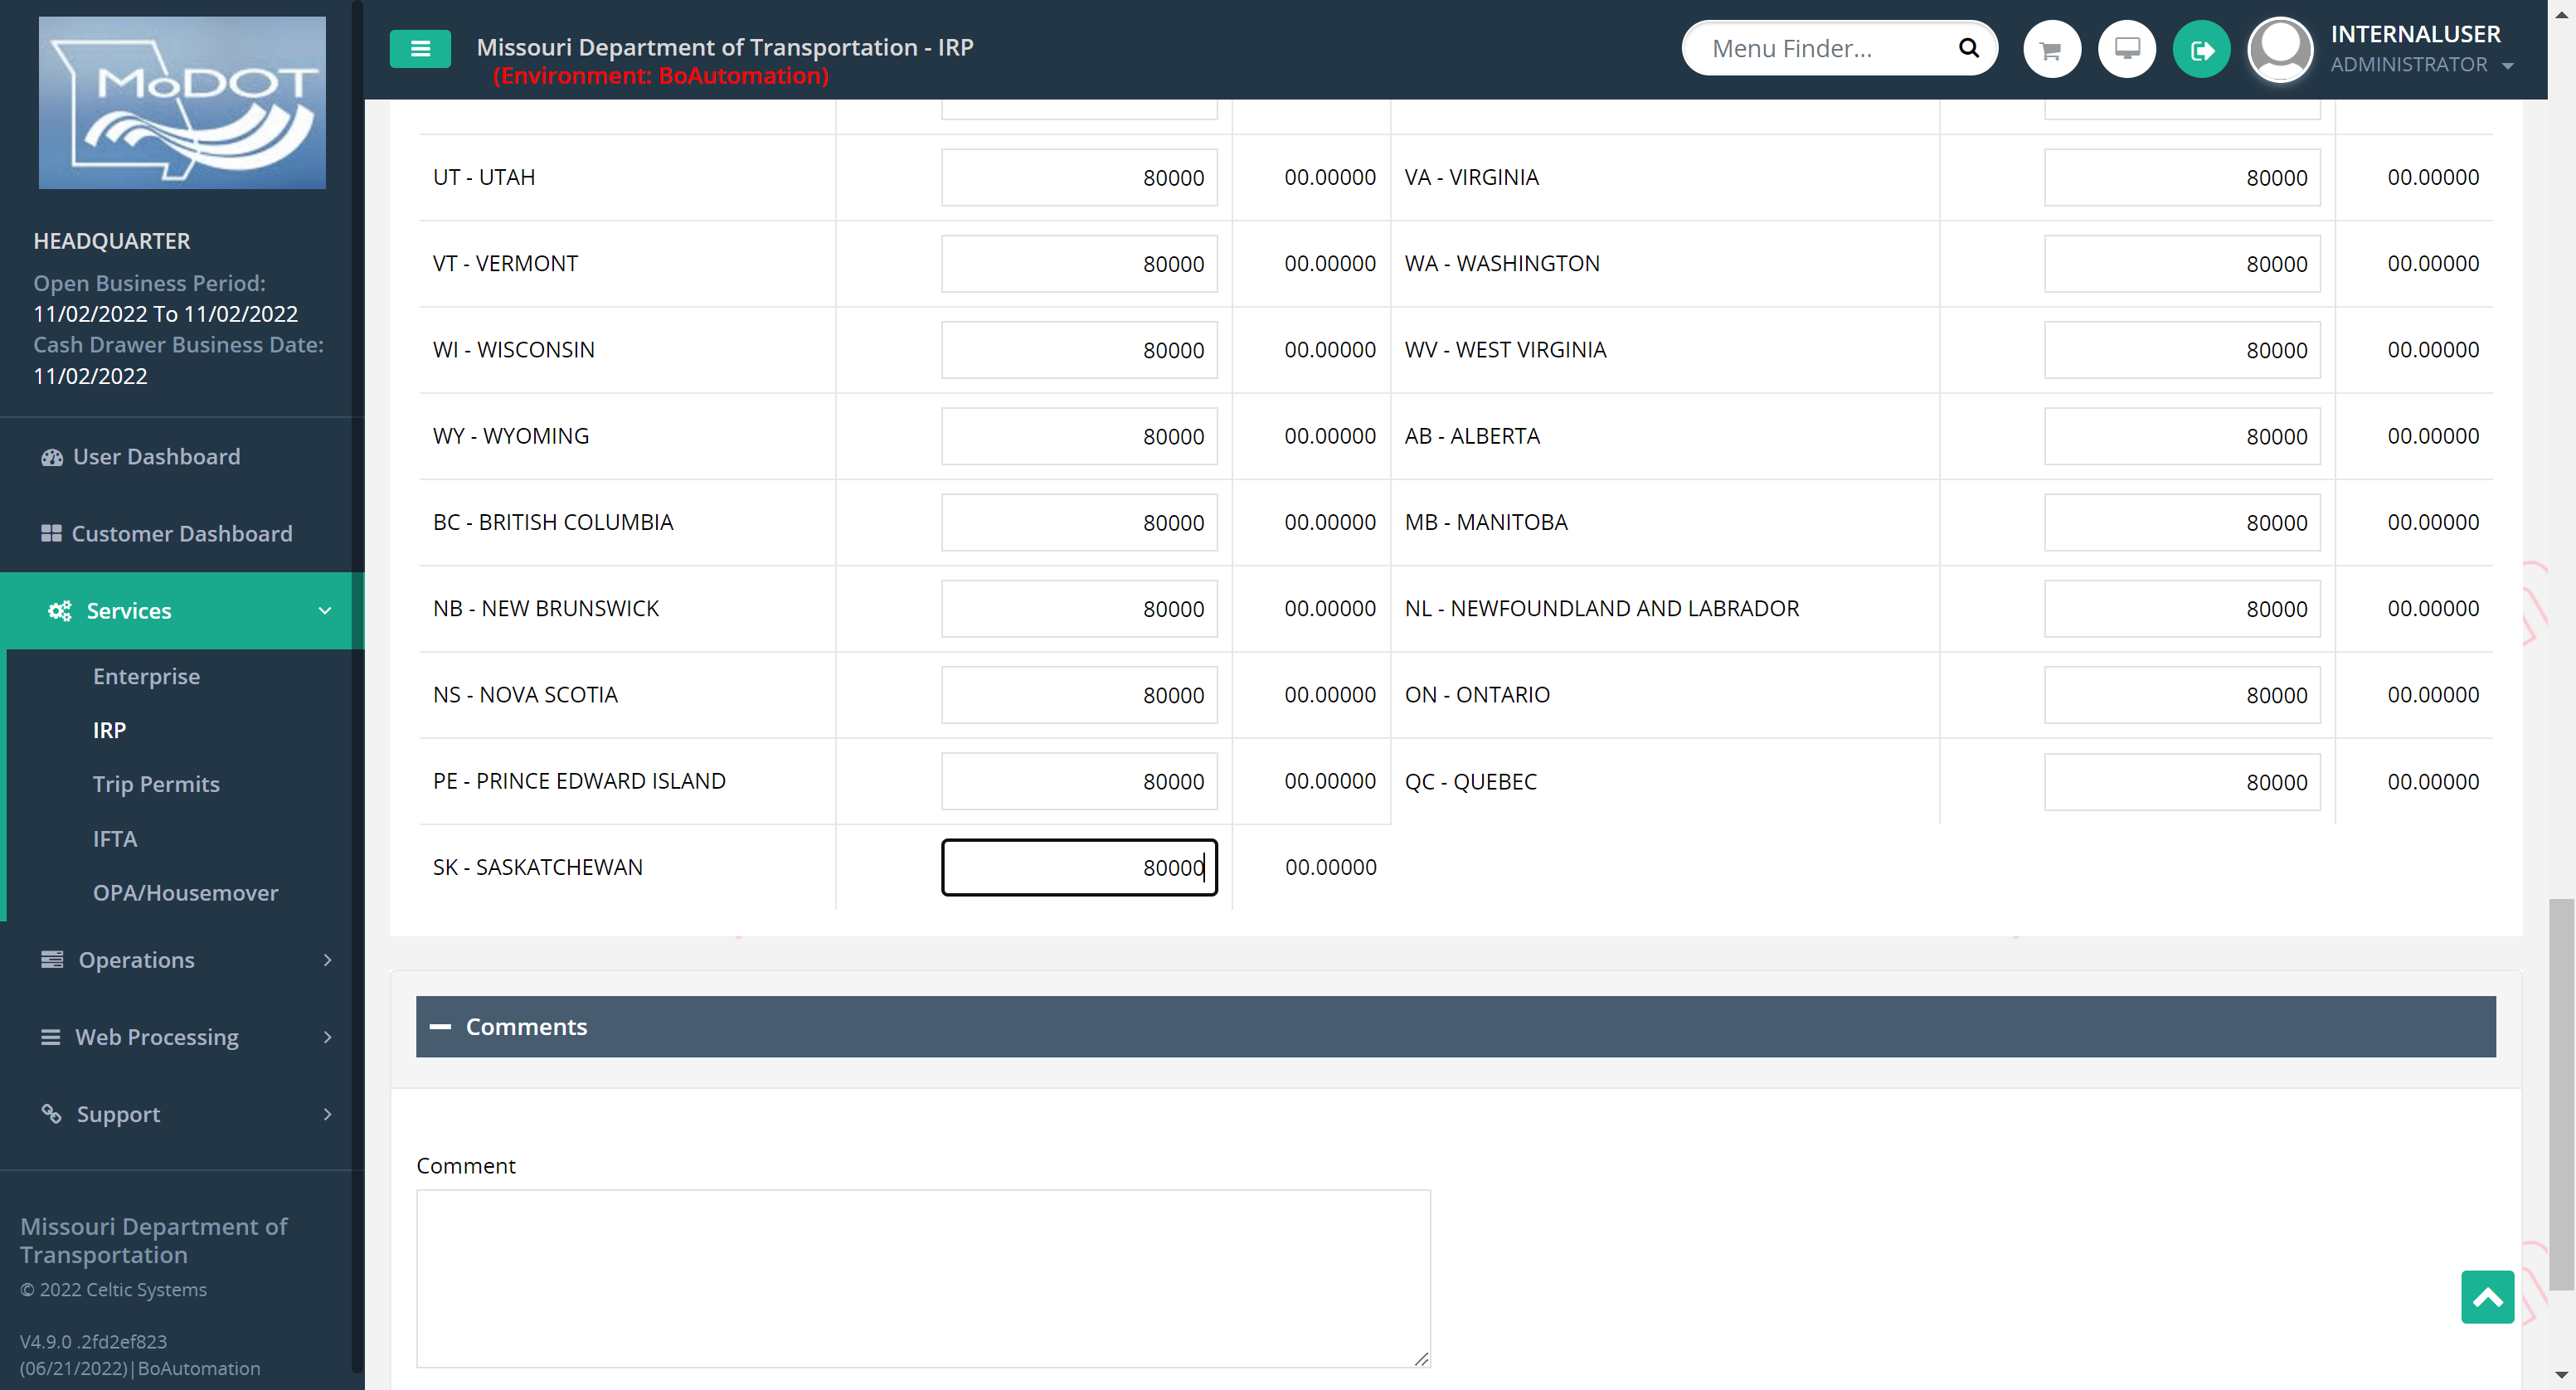 MoDOT
HEADQUARTER
Open Business Period:
11/02/2022 To 11/02/2022
Cash Drawer Business Date:
11/02/2022
User Dashboard
Customer Dashboard
Services
Enterprise
IRP
Trip Permits
IFTA
OPA/Housemover
Operations
Web Processing
Support
Missouri Department of
Transportation
© 2022 Celtic Systems
V4.9.0 .2fd2ef823
(06/21/2022)|BoAutomation
Missouri Department of Transportation - IRP
(Environment: BoAutomation)
Menu Finder...
INTERNALUSER
ADMINISTRATOR
UT - UTAH 80000 00.00000 VA - VIRGINIA 80000 00.00000
VT - VERMONT 80000 00.00000 WA - WASHINGTON 80000 00.00000
WI - WISCONSIN 80000 00.00000 WV - WEST VIRGINIA 80000 00.00000
WY - WYOMING 80000 00.00000 AB - ALBERTA 80000 00.00000
BC - BRITISH COLUMBIA 80000 00.00000 MB - MANITOBA 80000 00.00000
NB - NEW BRUNSWICK 80000 00.00000 NL - NEWFOUNDLAND AND LABRADOR 80000 00.00000
NS - NOVA SCOTIA 80000 00.00000 ON - ONTARIO 80000 00.00000
PE - PRINCE EDWARD ISLAND 80000 00.00000 QC - QUEBEC 80000 00.00000
SK - SASKATCHEWAN 80000 00.00000
Comments
Comment